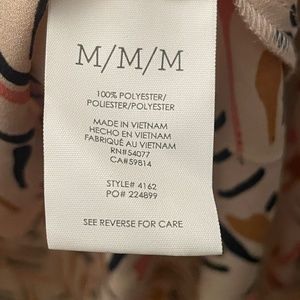 M/M/M
100% POLYESTER/
POLIESTER/POLYESTER
MADE IN VIETNAM
HECHO EN VIETNAM
FABRIQUÉ AU VIETNAM
RN#54077
CA#59814
STYLE# 4162
PO# 224899
SEE REVERSE FOR CARE